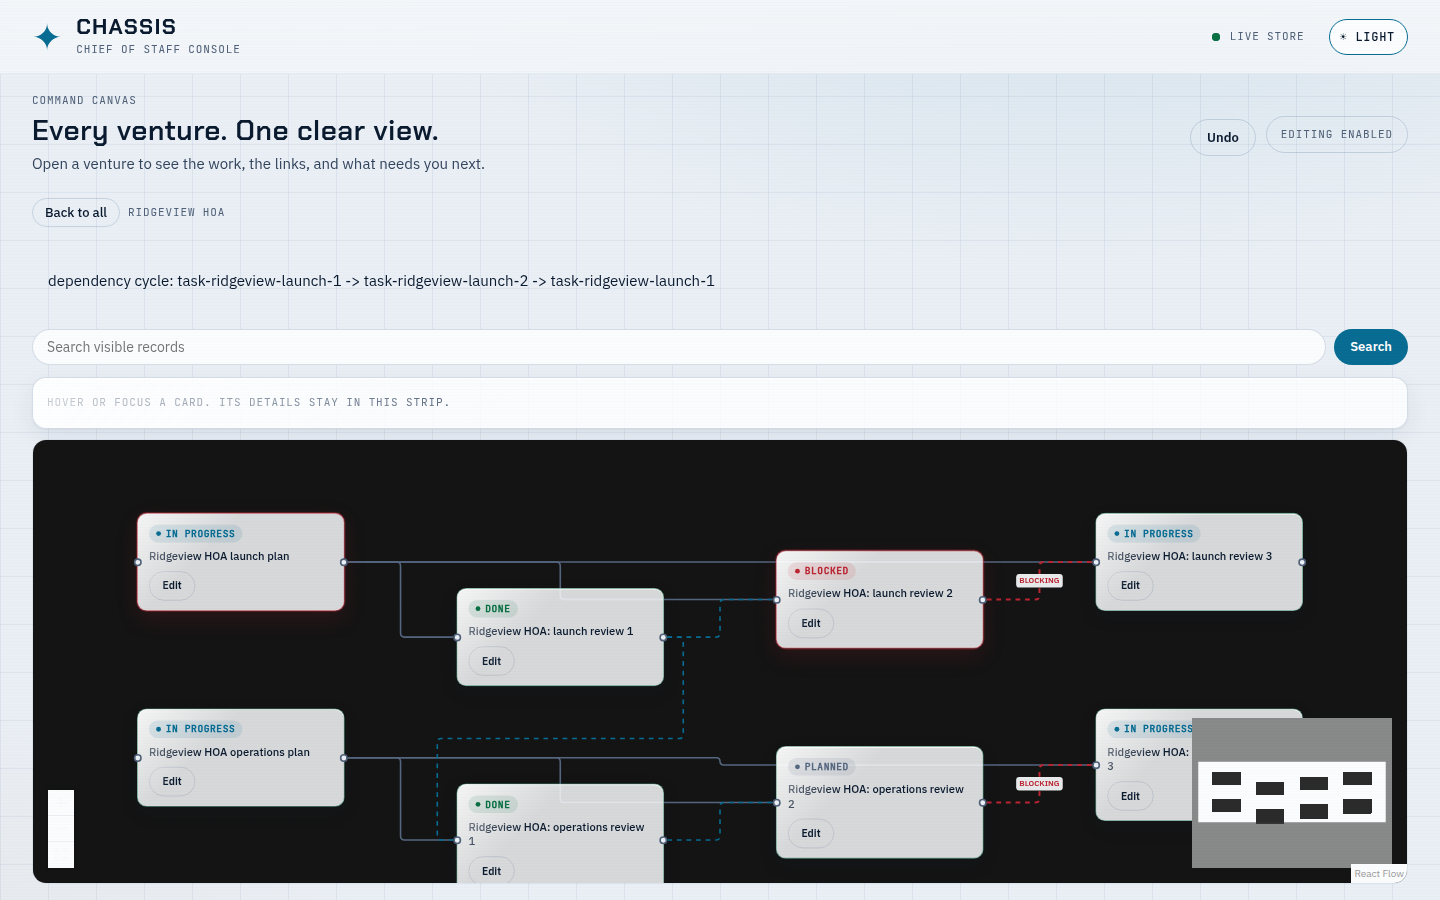 CHASSIS
CHIEF OF STAFF CONSOLE
LIVE STORE
☀ LIGHT
COMMAND CANVAS
Every venture. One clear view.
Open a venture to see the work, the links, and what needs you next.
Undo
EDITING ENABLED
Back to all
RIDGEVIEW HOA
dependency cycle: task-ridgeview-launch-1 -> task-ridgeview-launch-2 -> task-ridgeview-launch-1
Search visible records
Search
HOVER OR FOCUS A CARD. ITS DETAILS STAY IN THIS STRIP.
IN PROGRESS
Ridgeview HOA launch plan
Edit
DONE
Ridgeview HOA: launch review 1
Edit
BLOCKED
Ridgeview HOA: launch review 2
Edit
BLOCKING
IN PROGRESS
Ridgeview HOA: launch review 3
Edit
IN PROGRESS
Ridgeview HOA operations plan
Edit
DONE
Ridgeview HOA: operations review
1
Edit
PLANNED
Ridgeview HOA: operations review
2
Edit
BLOCKING
IN PROGRESS
Ridgeview HOA:
3
Edit
React Flow